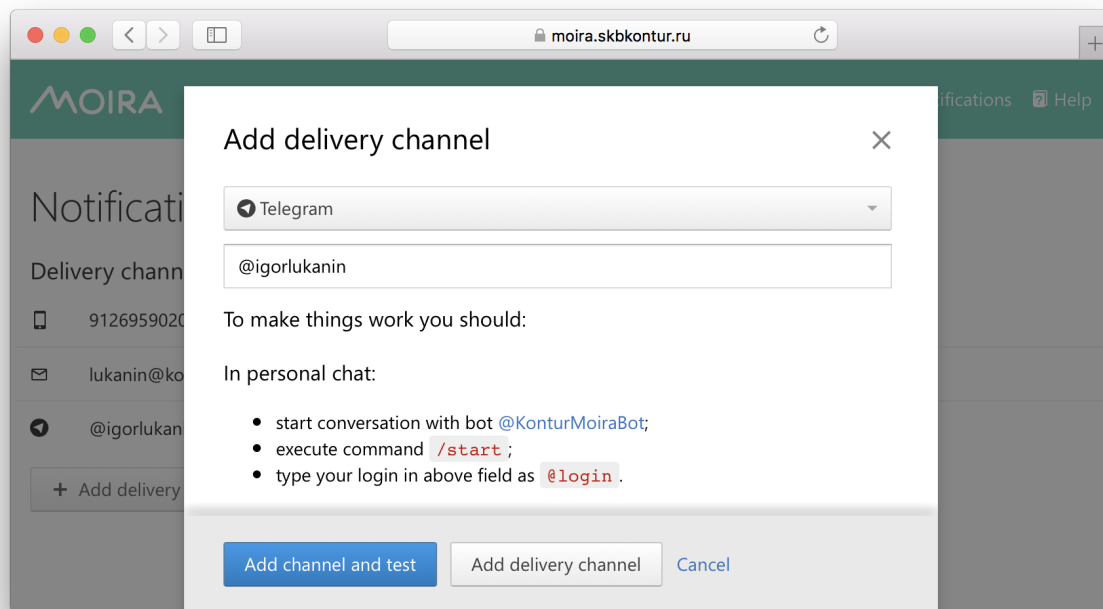 moira.skbkontur.ru
MOIRA
Help
Add delivery channel
Telegram
@igorlukanin
To make things work you should:
In personal chat:
start conversation with bot @KonturMoiraBot;
execute command /start ;
type your login in above field as @login .
Add channel and test
Add delivery channel
Cancel
Notificati
Delivery chann
9126959020
lukanin@ko
@igorlukan
+ Add delivery